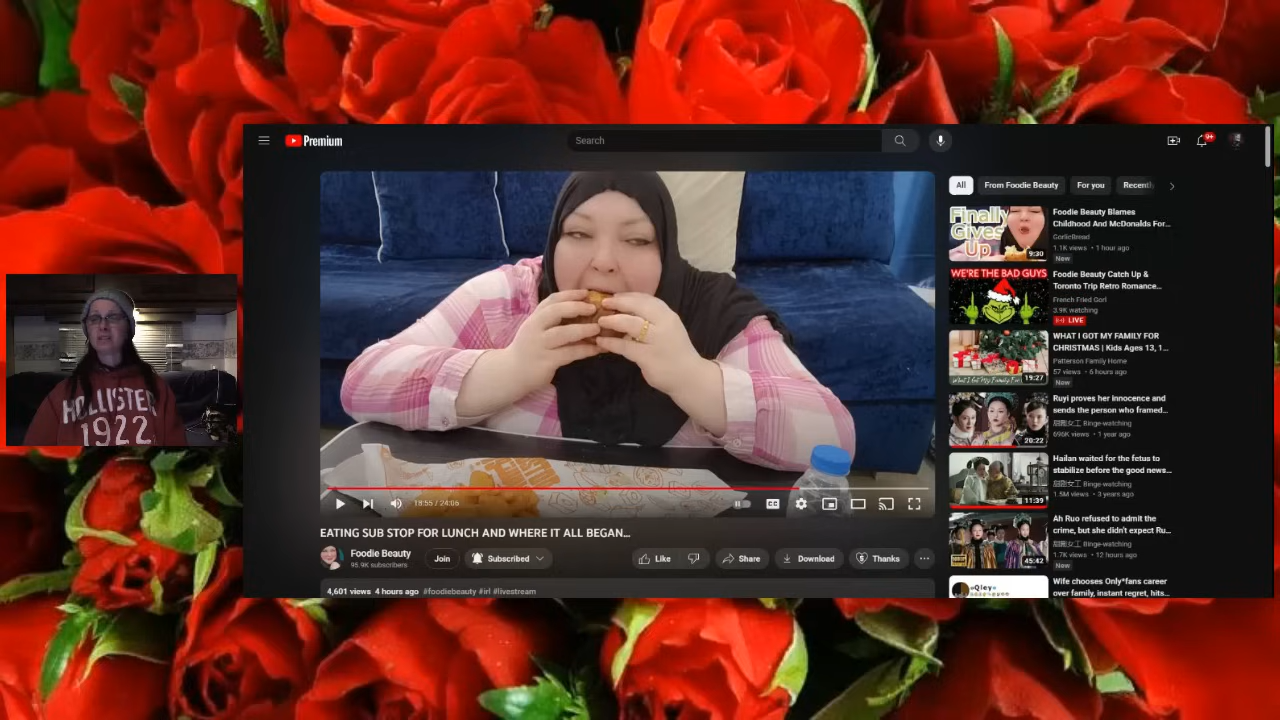 Premium
Search
9+
All
From Foodie Beauty
For you
Recently
Finally
Gives
Up
9:30
Foodie Beauty Blames
Childhood And McDonalds For...
GorlicBread
1.1K views • 1 hour ago
New
WE'RE THE BAD GUYS
Foodie Beauty Catch Up &
Toronto Trip Retro Romance...
French Fried Gorl
3.9K watching
LIVE
WHAT I GOT MY FAMILY FOR
CHRISTMAS | Kids Ages 13, 1...
Patterson Family Home
57 views • 6 hours ago
New
19:27
Ruyi proves her innocence and
sends the person who framed...
Binge-watching
696K views • 1 year ago
20:22
Hailan waited for the fetus to
stabilize before the good news...
Binge-watching
1.5M views • 3 years ago
11:39
Ah Ruo refused to admit the
crime, but she didn't expect Ru...
Binge-watching
1.7K views • 12 hours ago
New
45:42
Qley
Wife chooses Only*fans career
over family, instant regret, hits...
HOLLISTER
1922
18:55 / 24:06
EATING SUB STOP FOR LUNCH AND WHERE IT ALL BEGAN...
Foodie Beauty
95.9K subscribers
Join
Subscribed
Like
Share
Download
Thanks
4,601 views 4 hours ago #foodiebeauty #irl #livestream